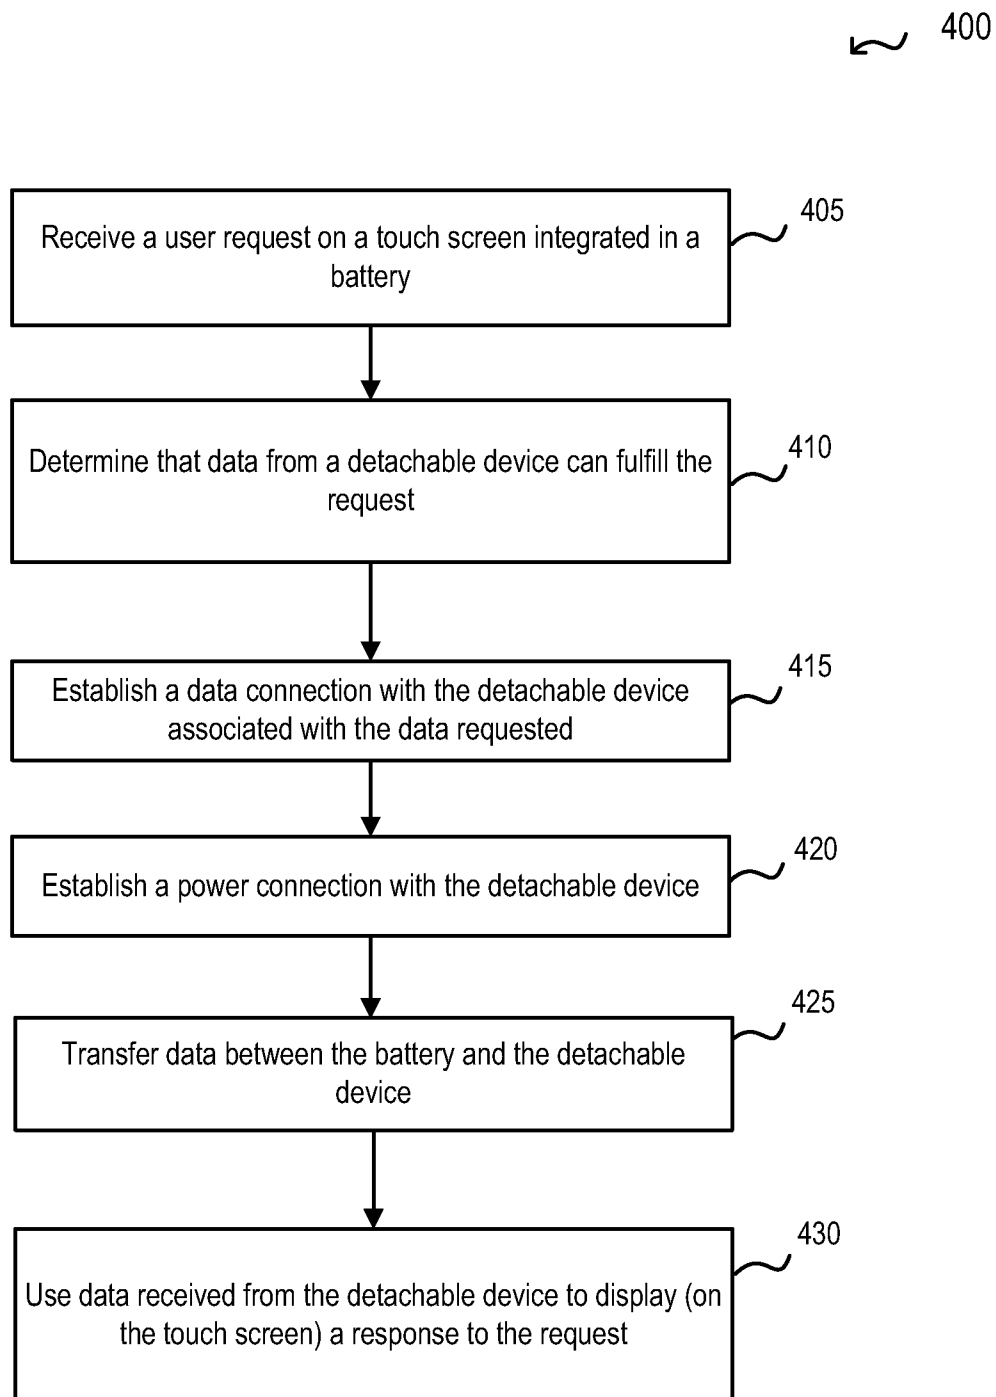 400
Receive a user request on a touch screen integrated in a
battery
405
Determine that data from a detachable device can fulfill the
request
410
Establish a data connection with the detachable device
associated with the data requested
415
Establish a power connection with the detachable device
420
Transfer data between the battery and the detachable
device
425
Use data received from the detachable device to display (on
the touch screen) a response to the request
430